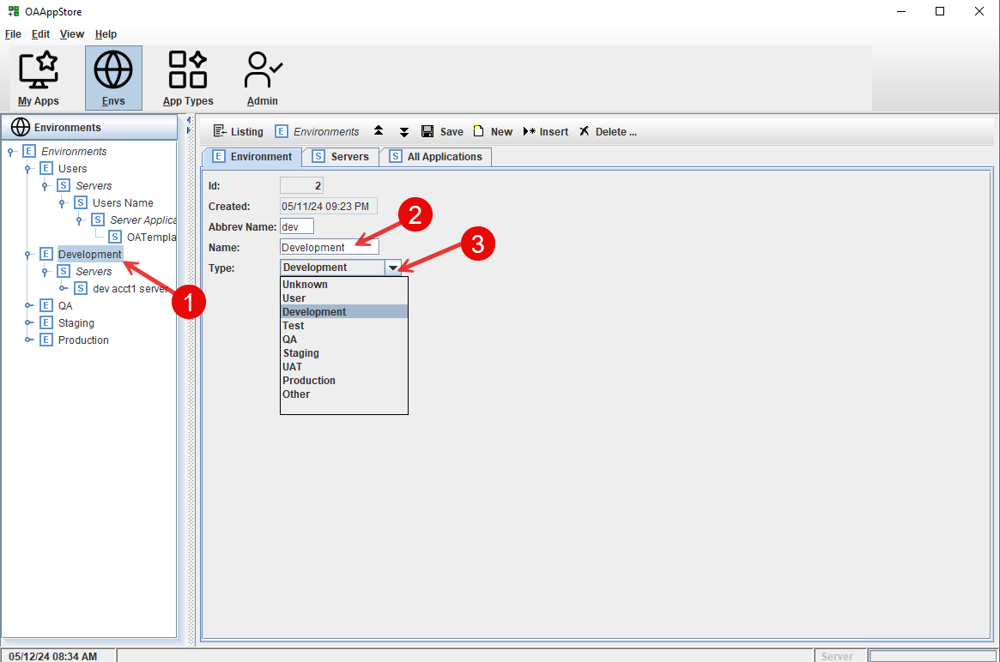 OAAppStore
File Edit View Help
My Apps Envs App Types Admin
Environments
Environments
Users
Servers
Users Name
Server Applica
OATempla
Development
Servers
dev acct1 server
QA
Staging
Production
Listing E Environments Save New Insert Delete ...
E Environment S Servers S All Applications
Id: 2
Created: 05/11/24 09:23 PM
Abbrev Name: dev
Name: Development
Type: Development
Unknown
User
Development
Test
QA
Staging
UAT
Production
Other
1
2
3
05/12/24 08:34 AM
Server